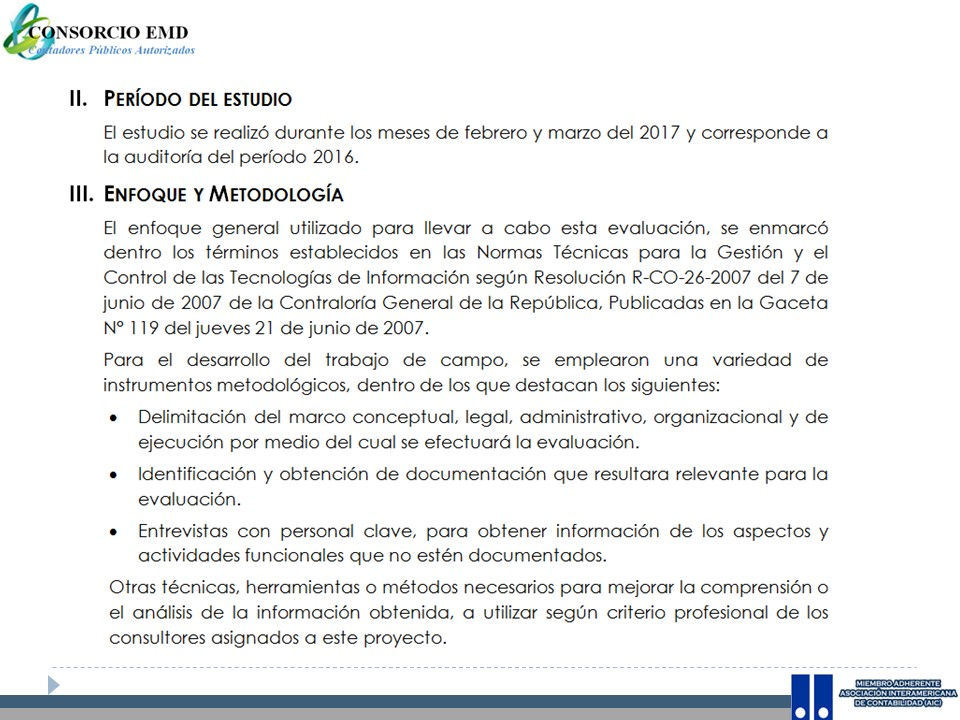 CONSORCIO EMD
Contadores Públicos Autorizados
II. PERÍODO DEL ESTUDIO
El estudio se realizó durante los meses de febrero y marzo del 2017 y corresponde a
la auditoría del período 2016.
III. ENFOQUE Y METODOLOGÍA
El enfoque general utilizado para llevar a cabo esta evaluación, se enmarcó
dentro los términos establecidos en las Normas Técnicas para la Gestión y el
Control de las Tecnologías de Información según Resolución R-CO-26-2007 del 7 de
junio de 2007 de la Contraloría General de la República, Publicadas en la Gaceta
N° 119 del jueves 21 de junio de 2007.
Para el desarrollo del trabajo de campo, se emplearon una variedad de
instrumentos metodológicos, dentro de los que destacan los siguientes:
• Delimitación del marco conceptual, legal, administrativo, organizacional y de
ejecución por medio del cual se efectuará la evaluación.
• Identificación y obtención de documentación que resultara relevante para la
evaluación.
• Entrevistas con personal clave, para obtener información de los aspectos y
actividades funcionales que no estén documentados.
Otras técnicas, herramientas o métodos necesarios para mejorar la comprensión o
el análisis de la información obtenida, a utilizar según criterio profesional de los
consultores asignados a este proyecto.
MIEMBRO ADHERENTE
ASOCIACIÓN INTERAMERICANA
DE CONTABILIDAD (AIC)